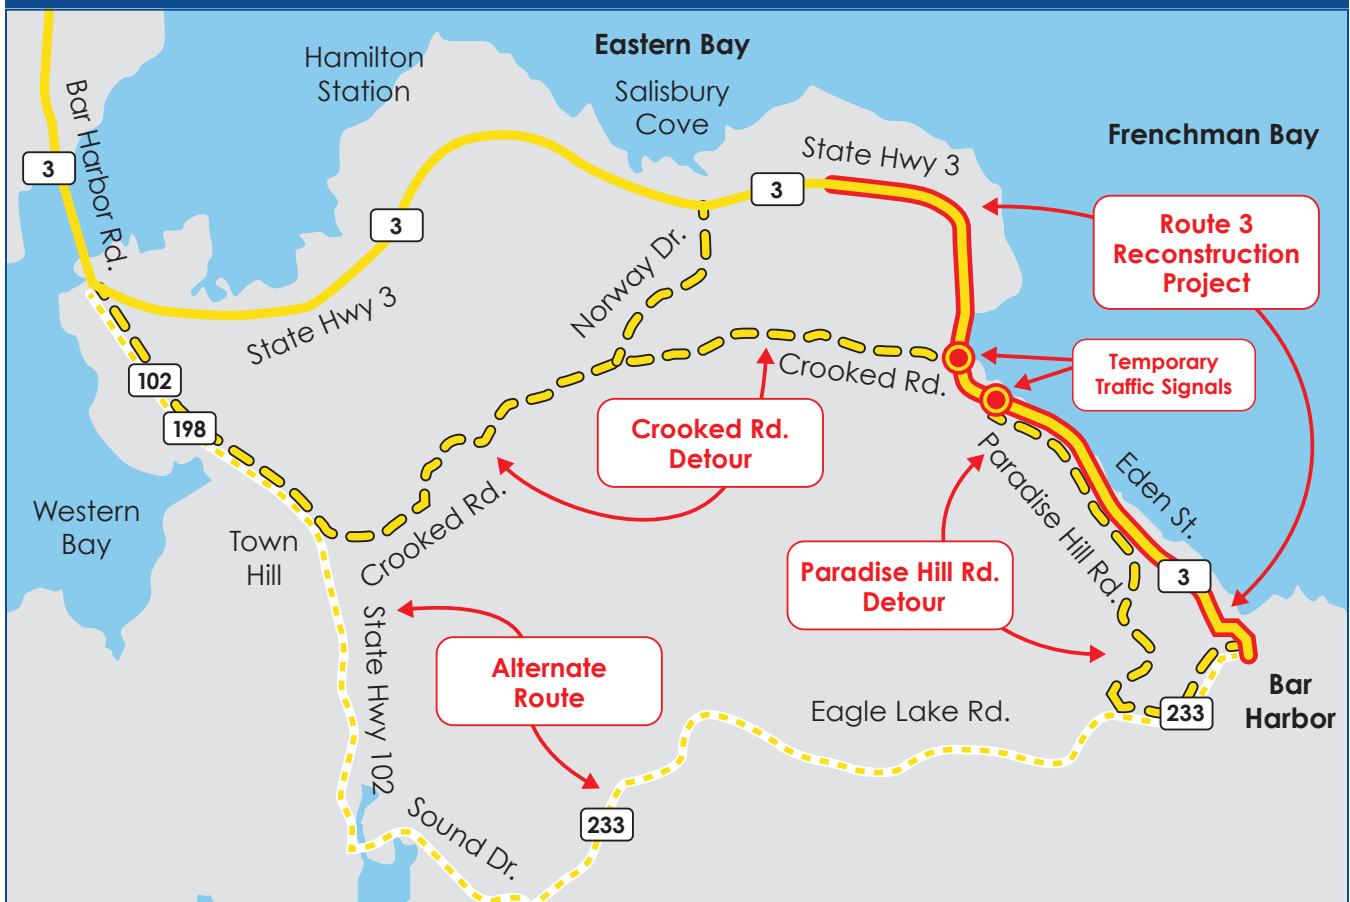 Eastern Bay
Hamilton
Station
Salisbury
Cove
Bar Harbor Rd.
Frenchman Bay
State Hwy 3
3
3
3
Route 3
Reconstruction
Project
Norway Dr.
State Hwy 3
Temporary
Traffic Signals
Crooked Rd.
102
198
Crooked Rd.
Detour
Paradise Hill Rd.
Eden St.
Western
Bay
Town
Hill
Crooked Rd.
Paradise Hill Rd.
Detour
3
State Hwy 102
Alternate
Route
Eagle Lake Rd.
233
Bar
Harbor
Sound Dr.
233